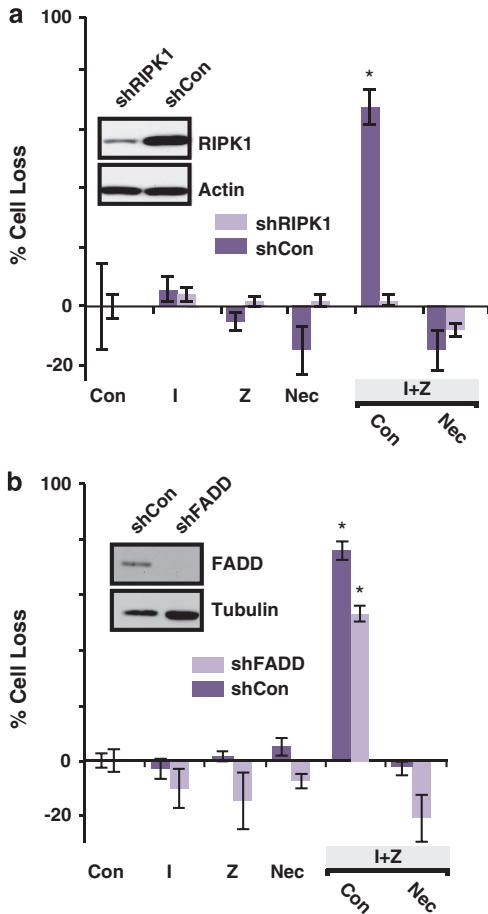 a
100
% Cell Loss
0
-20
shRIPK1
shCon
RIPK1
Actin
shRIPK1
shCon
*
Con
I
Z
Nec
I+Z
Con
Nec
b
100
% Cell Loss
0
-20
shCon
shFADD
FADD
Tubulin
shFADD
shCon
*
*
Con
I
Z
Nec
I+Z
Con
Nec